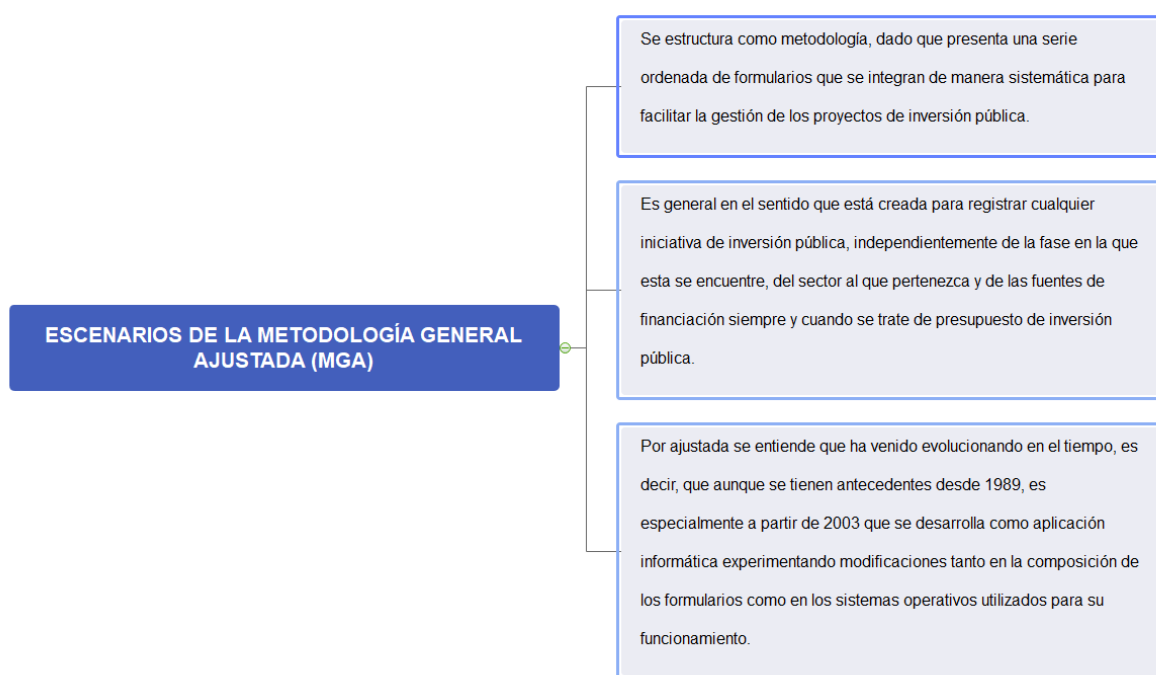 Se estructura como metodología, dado que presenta una serie
ordenada de formularios que se integran de manera sistemática para
facilitar la gestión de los proyectos de inversión pública.
Es general en el sentido que está creada para registrar cualquier
iniciativa de inversión pública, independientemente de la fase en la que
esta se encuentre, del sector al que pertenezca y de las fuentes de
financiación siempre y cuando se trate de presupuesto de inversión
pública.
ESCENARIOS DE LA METODOLOGÍA GENERAL
AJUSTADA (MGA)
Por ajustada se entiende que ha venido evolucionando en el tiempo, es
decir, que aunque se tienen antecedentes desde 1989, es
especialmente a partir de 2003 que se desarrolla como aplicación
informática experimentando modificaciones tanto en la composición de
los formularios como en los sistemas operativos utilizados para su
funcionamiento.